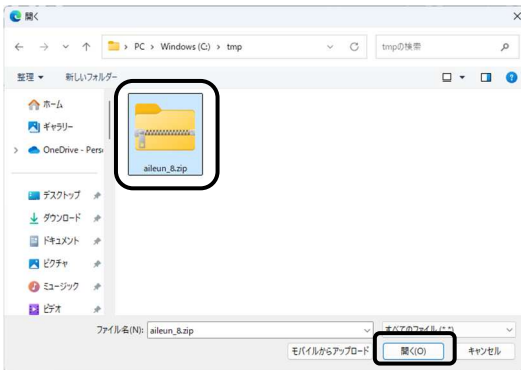 開く
PC > Windows (C:) > tmp
tmpの検索
整理 新しいフォルダー
ホーム
ギャラリー
OneDrive - Perso
デスクトップ
ダウンロード
ドキュメント
ピクチャ
ミュージック
ビデオ
aileun_8.zip
ファイル名(N): aileun_8.zip
すべてのファイル (*.*)
モバイルからアップロード 開く(O) キャンセル